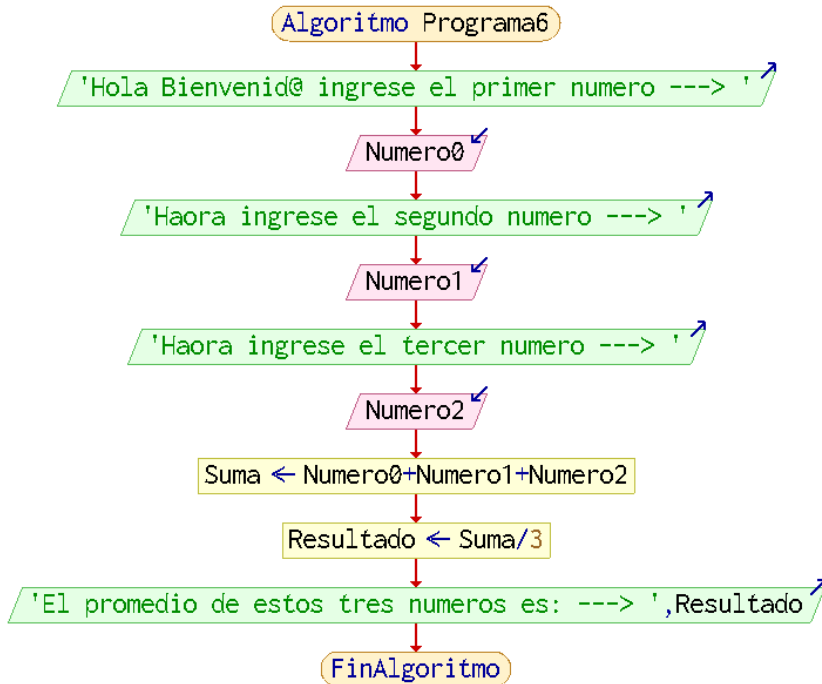 Algoritmo Programa6
'Hola Bienvenid@ ingrese el primer numero ---> '
Numero0
'Haora ingrese el segundo numero ---> '
Numero1
'Haora ingrese el tercer numero ---> '
Numero2
Suma ← Numero0+Numero1+Numero2
Resultado ← Suma/3
'El promedio de estos tres numeros es: ---> ',Resultado
FinAlgoritmo